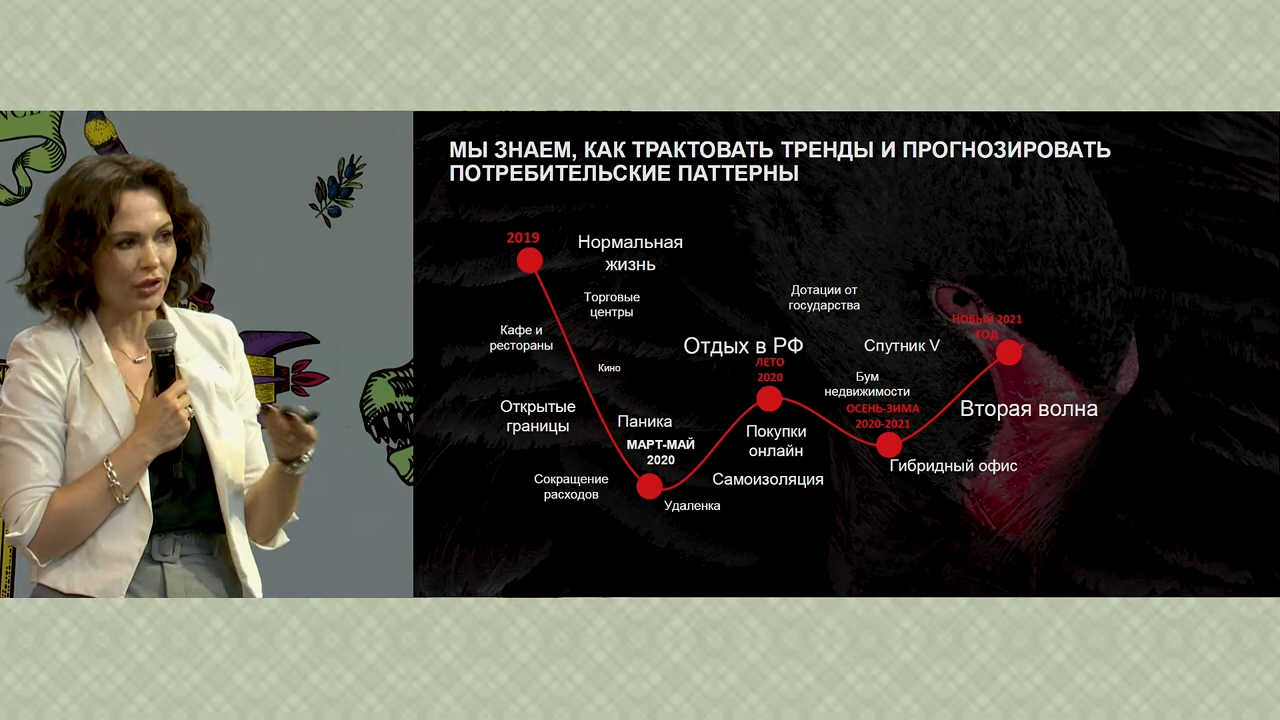 МЫ ЗНАЕМ, КАК ТРАКТОВАТЬ ТРЕНДЫ И ПРОГНОЗИРОВАТЬ
ПОТРЕБИТЕЛЬСКИЕ ПАТТЕРНЫ
2019
Нормальная
жизнь
Торговые
центры
Кафе и
рестораны
Кино
Открытые
границы
Паника
МАРТ-МАЙ
2020
Сокращение
расходов
Удаленка
Дотации от
государства
Отдых в РФ
ЛЕТО
2020
Покупки
онлайн
Самоизоляция
Спутник V
Бум
недвижимости
ОСЕНЬ-ЗИМА
2020-2021
Гибридный офис
НОВЫЙ 2021
ГОД
Вторая волна